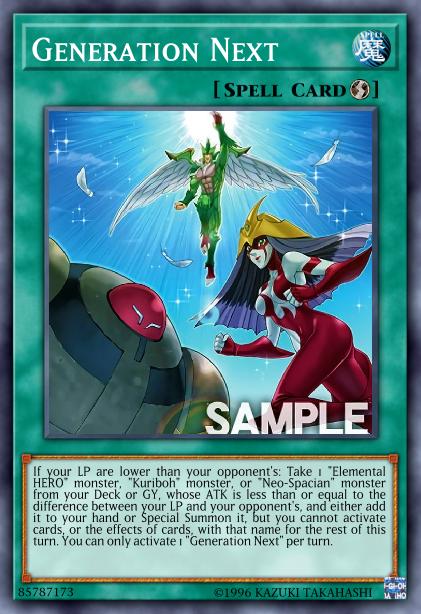 GENERATION NEXT
SPELL
魔
[SPELL CARD]
SAMPLE
If your LP are lower than your opponent's: Take 1 "Elemental
HERO" monster, "Kuriboh" monster, or "Neo-Spacian" monster
from your Deck or GY, whose ATK is less than or equal to the
difference between your LP and your opponent's, and either add
it to your hand or Special Summon it, but you cannot activate
cards, or the effects of cards, with that name for the rest of this
turn. You can only activate 1 "Generation Next" per turn.
85787173
©1996 KAZUKI TAKAHASHI